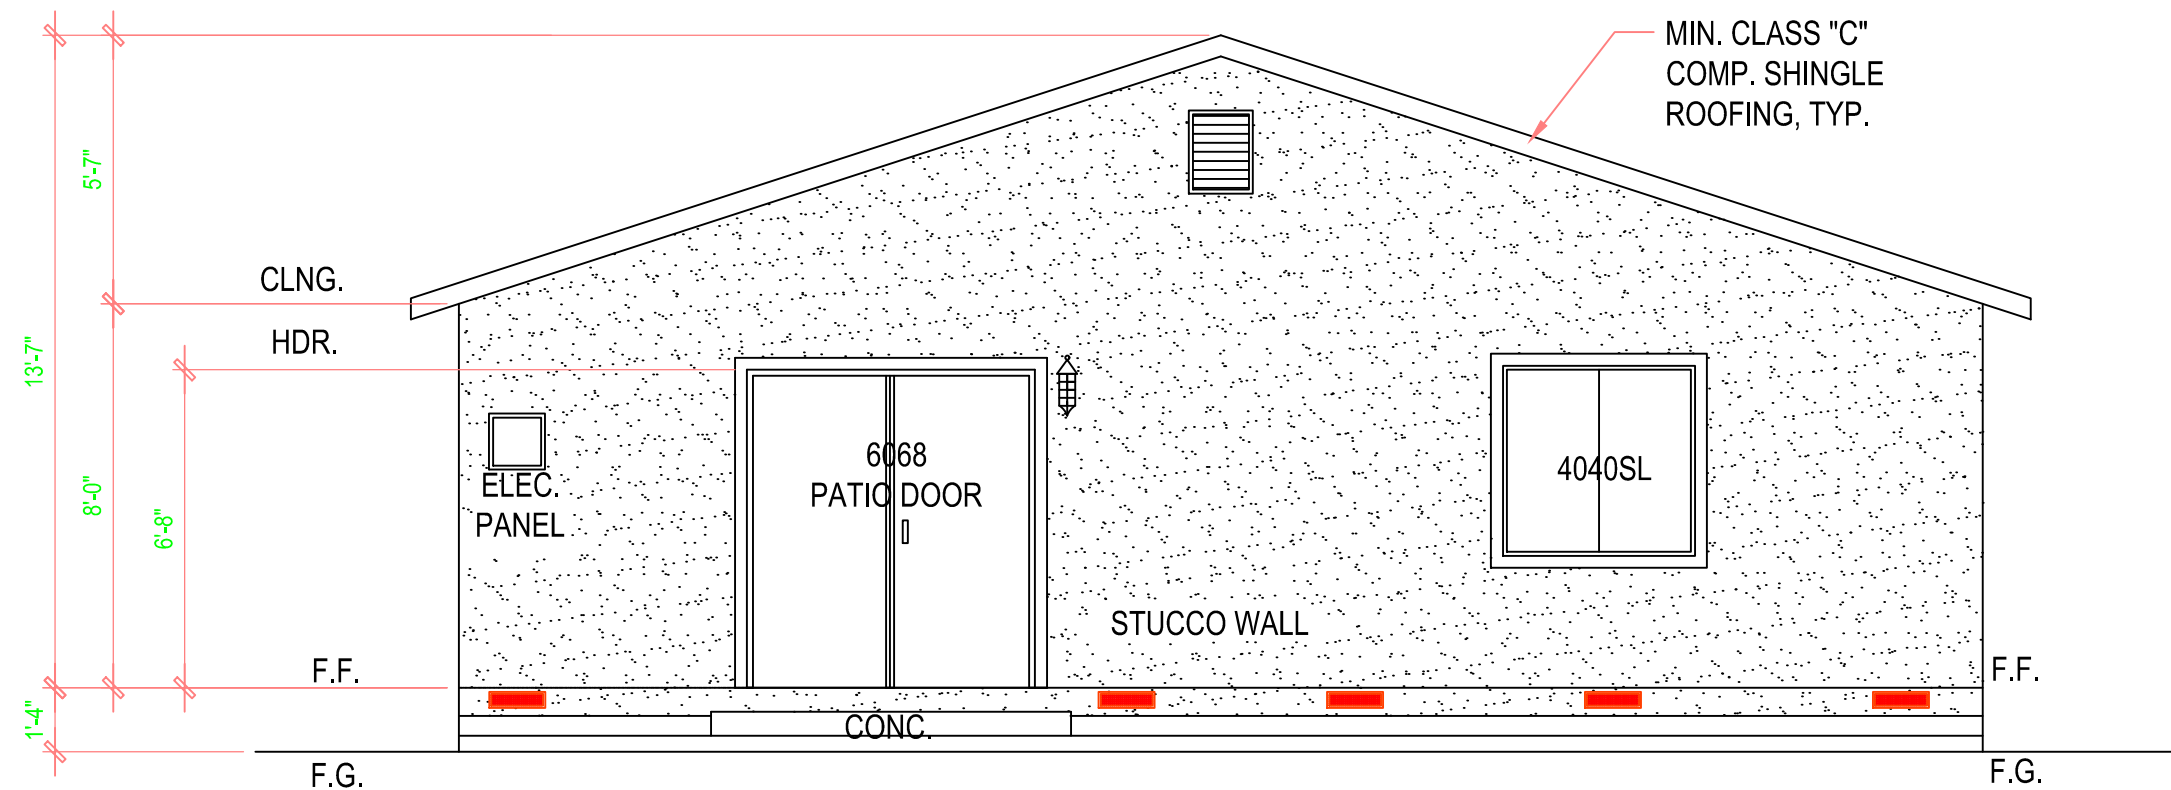 MIN. CLASS "C"
COMP. SHINGLE
ROOFING, TYP.
5'-7"
CLNG.
HDR.
13'-7"
8'-0"
6'-8"
6068
PATIO DOOR
4040SL
ELEC.
PANEL
STUCCO WALL
F.F.
F.F.
1'-4"
CONC.
F.G.
F.G.